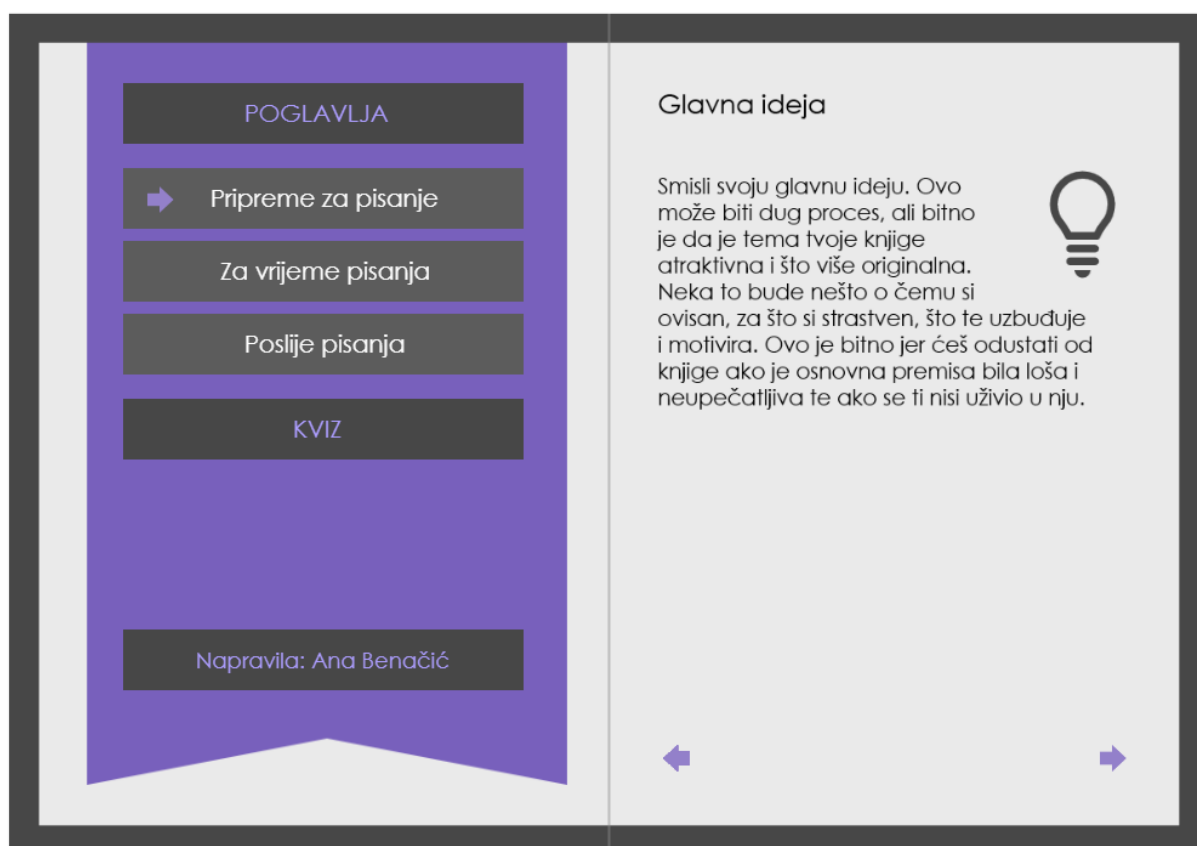 POGLAVLJA
Pripreme za pisanje
Za vrijeme pisanja
Poslije pisanja
KVIZ
Napravila: Ana Benačić
Glavna ideja
Smisli svoju glavnu ideju. Ovo
može biti dug proces, ali bitno
je da je tema tvoje knjige
atraktivna i što više originalna.
Neka to bude nešto o čemu si
ovisan, za što si strastven, što te uzbuđuje
i motivira. Ovo je bitno jer ćeš odustati od
knjige ako je osnovna premisa bila loša i
neupečatljiva te ako se ti nisi uživio u nju.